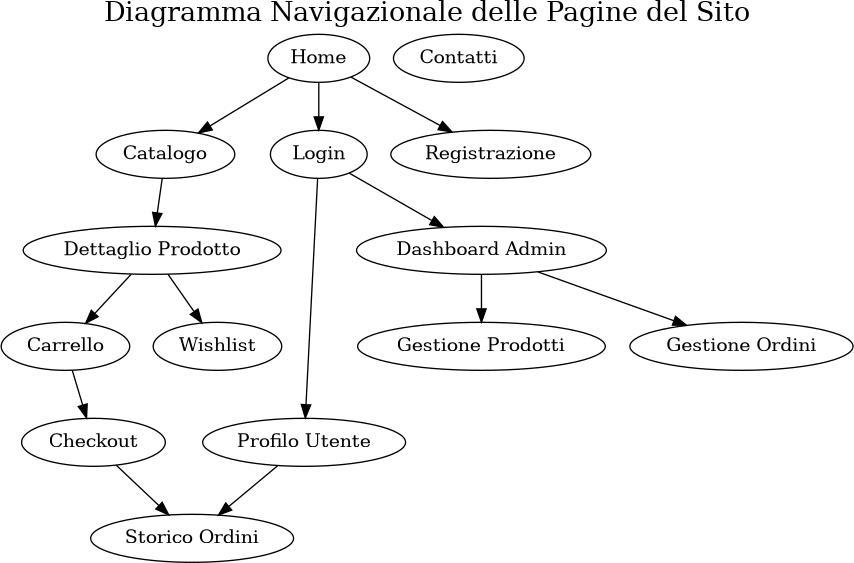 Diagramma Navigazionale delle Pagine del Sito
Home
Contatti
Catalogo
Login
Registrazione
Dettaglio Prodotto
Dashboard Admin
Carrello
Wishlist
Gestione Prodotti
Gestione Ordini
Checkout
Profilo Utente
Storico Ordini